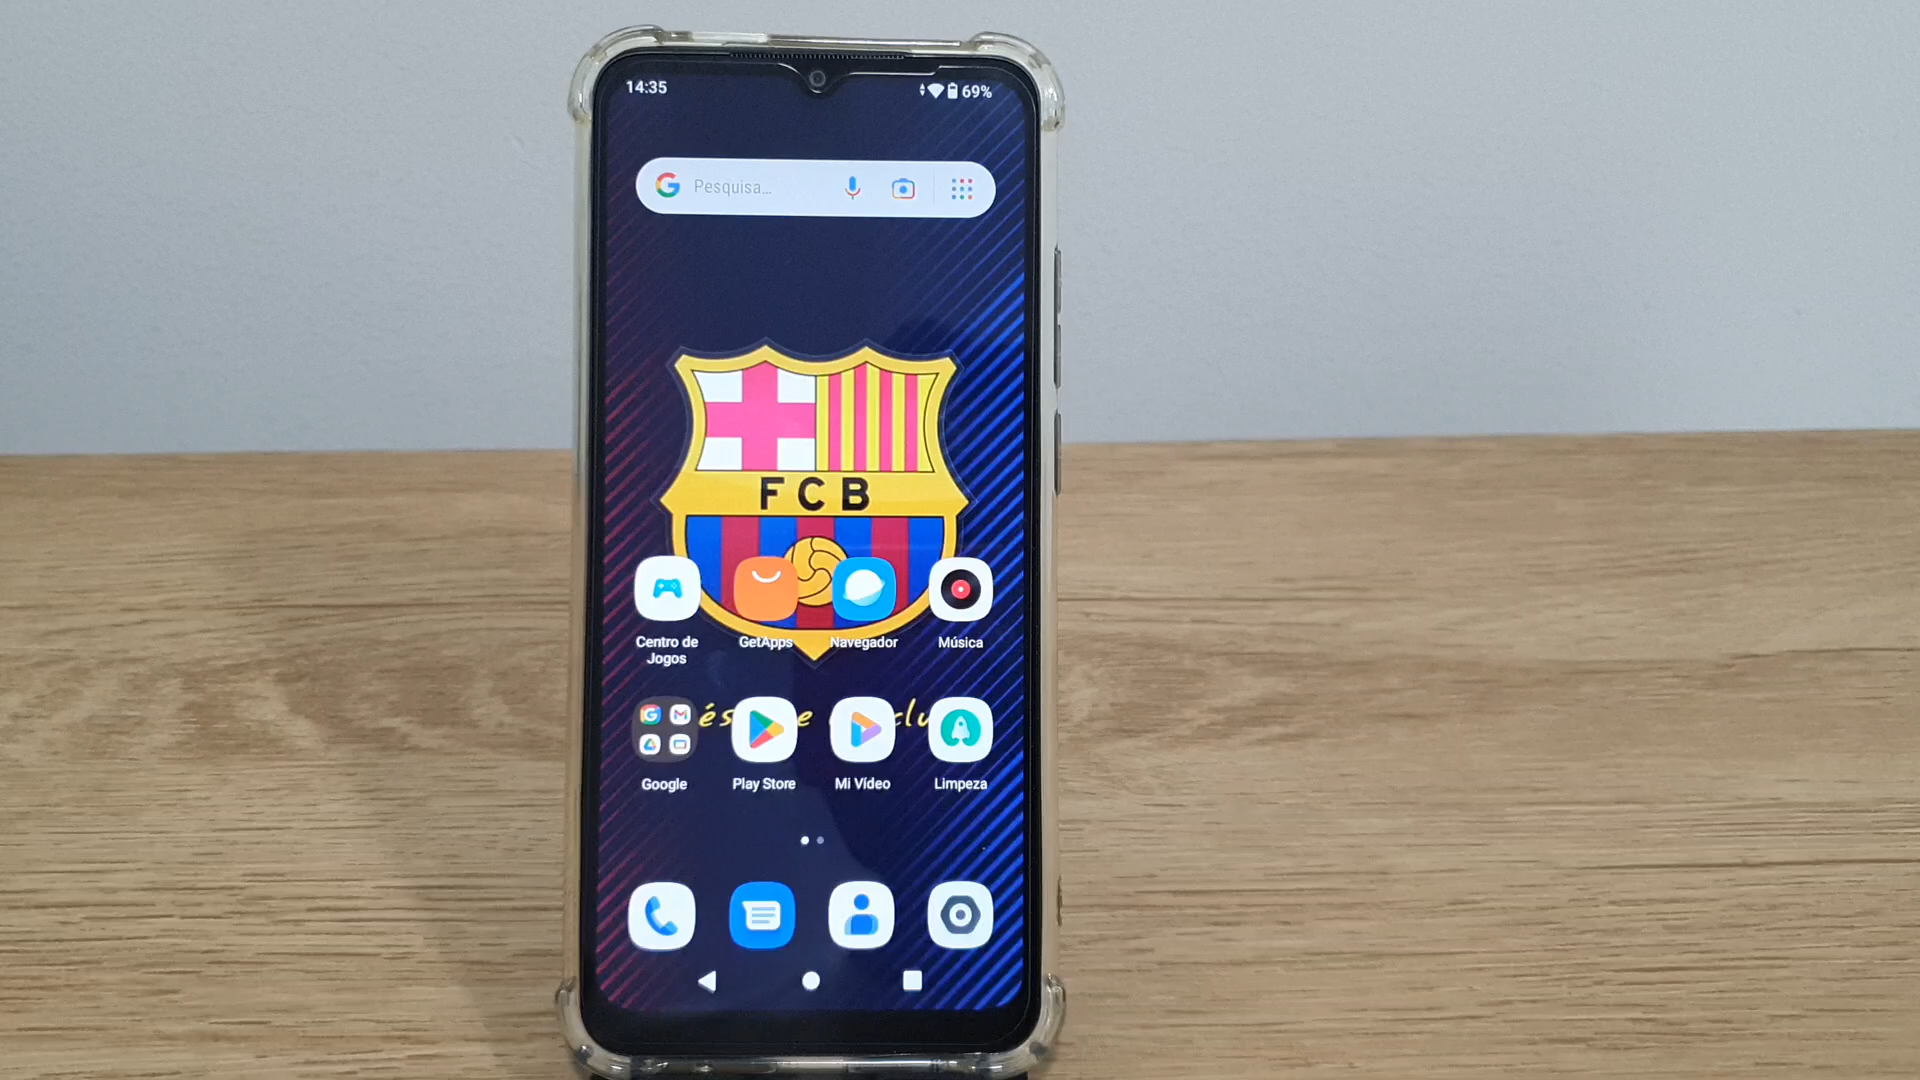 14:35
69%
Pesquisa...
FCB
Centro de
Jogos
GetApps
Navegador
Música
Google
Play Store
Mi Vídeo
Limpeza